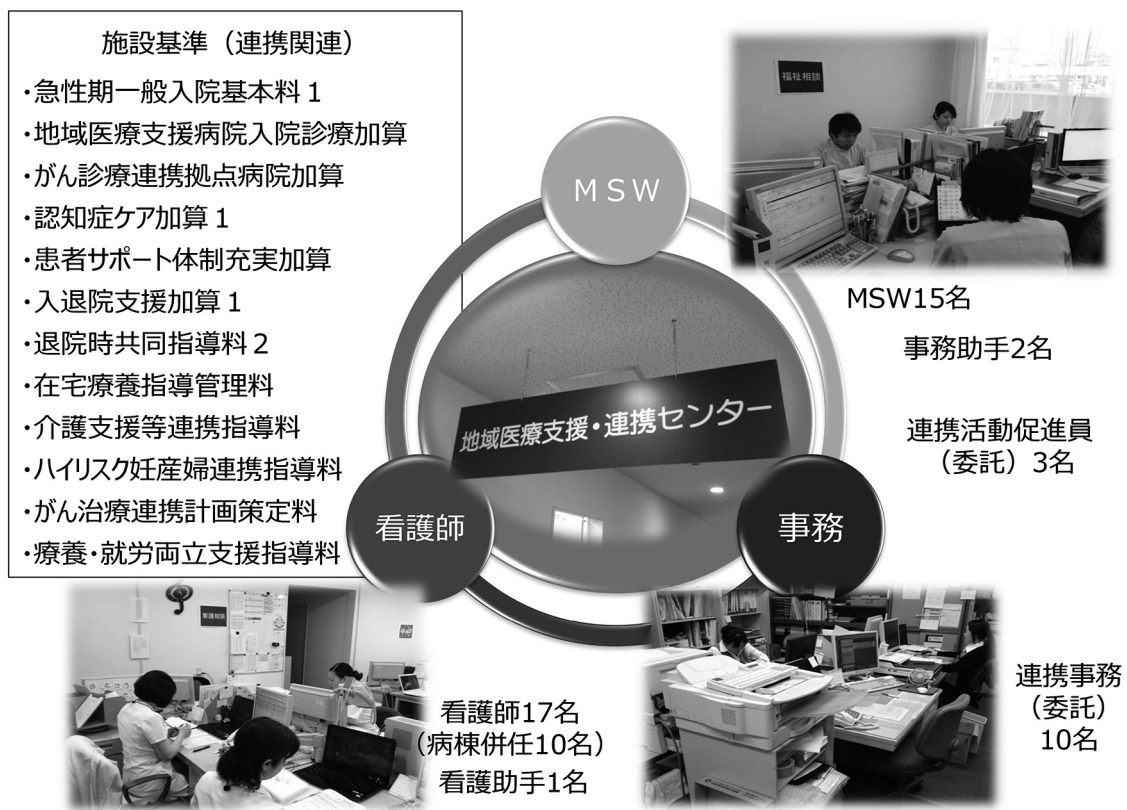 施設基準（連携関連）
・急性期一般入院基本料１
・地域医療支援病院入院診療加算
・がん診療連携拠点病院加算
・認知症ケア加算１
・患者サポート体制充実加算
・入退院支援加算１
・退院時共同指導料２
・在宅療養指導管理料
・介護支援等連携指導料
・ハイリスク妊産婦連携指導料
・がん治療連携計画策定料
・療養・就労両立支援指導料
ＭＳＷ
福祉相談
MSW15名
事務助手2名
連携活動促進員
（委託）3名
地域医療支援・連携センター
看護師
事務
看護相談
看護師17名
（病棟併任10名）
看護助手1名
連携事務
（委託）
10名